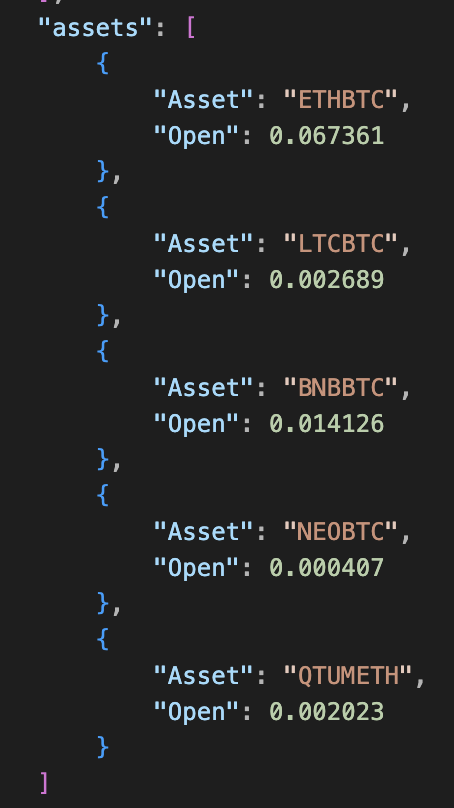 "assets": [
{
"Asset": "ETHBTC",
"Open": 0.067361
},
{
"Asset": "LTCBTC",
"Open": 0.002689
},
{
"Asset": "BNBBTC",
"Open": 0.014126
},
{
"Asset": "NEOBTC",
"Open": 0.000407
},
{
"Asset": "QTUMETH",
"Open": 0.002023
}
]